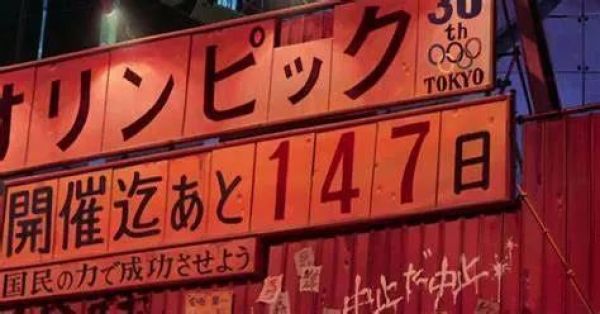 オリンピック
30
th
TOKYO
開催迄あと147日
国民の力で成功させよう
中止だ中止